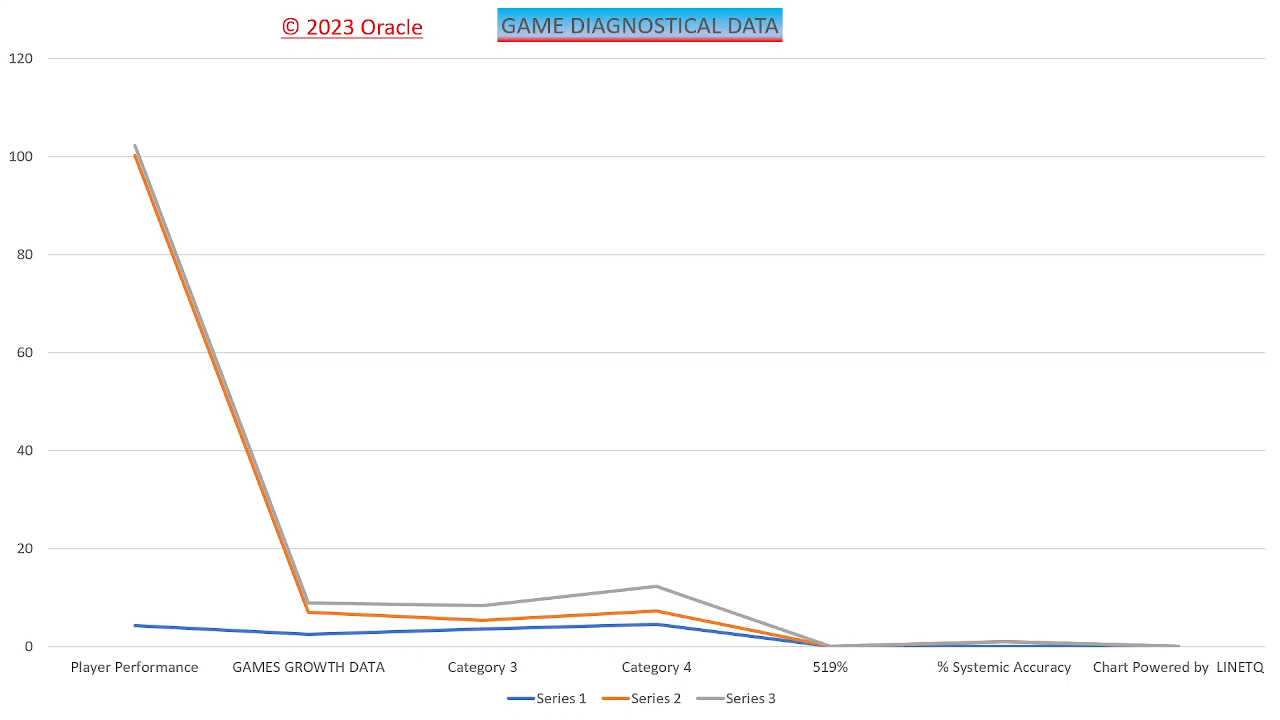 © 2023 Oracle
GAME DIAGNOSTICAL DATA
120
100
80
60
40
20
0
Player Performance
GAMES GROWTH DATA
Category 3
Category 4
519%
% Systemic Accuracy
Chart Powered by LINETQ
Series 1
Series 2
Series 3